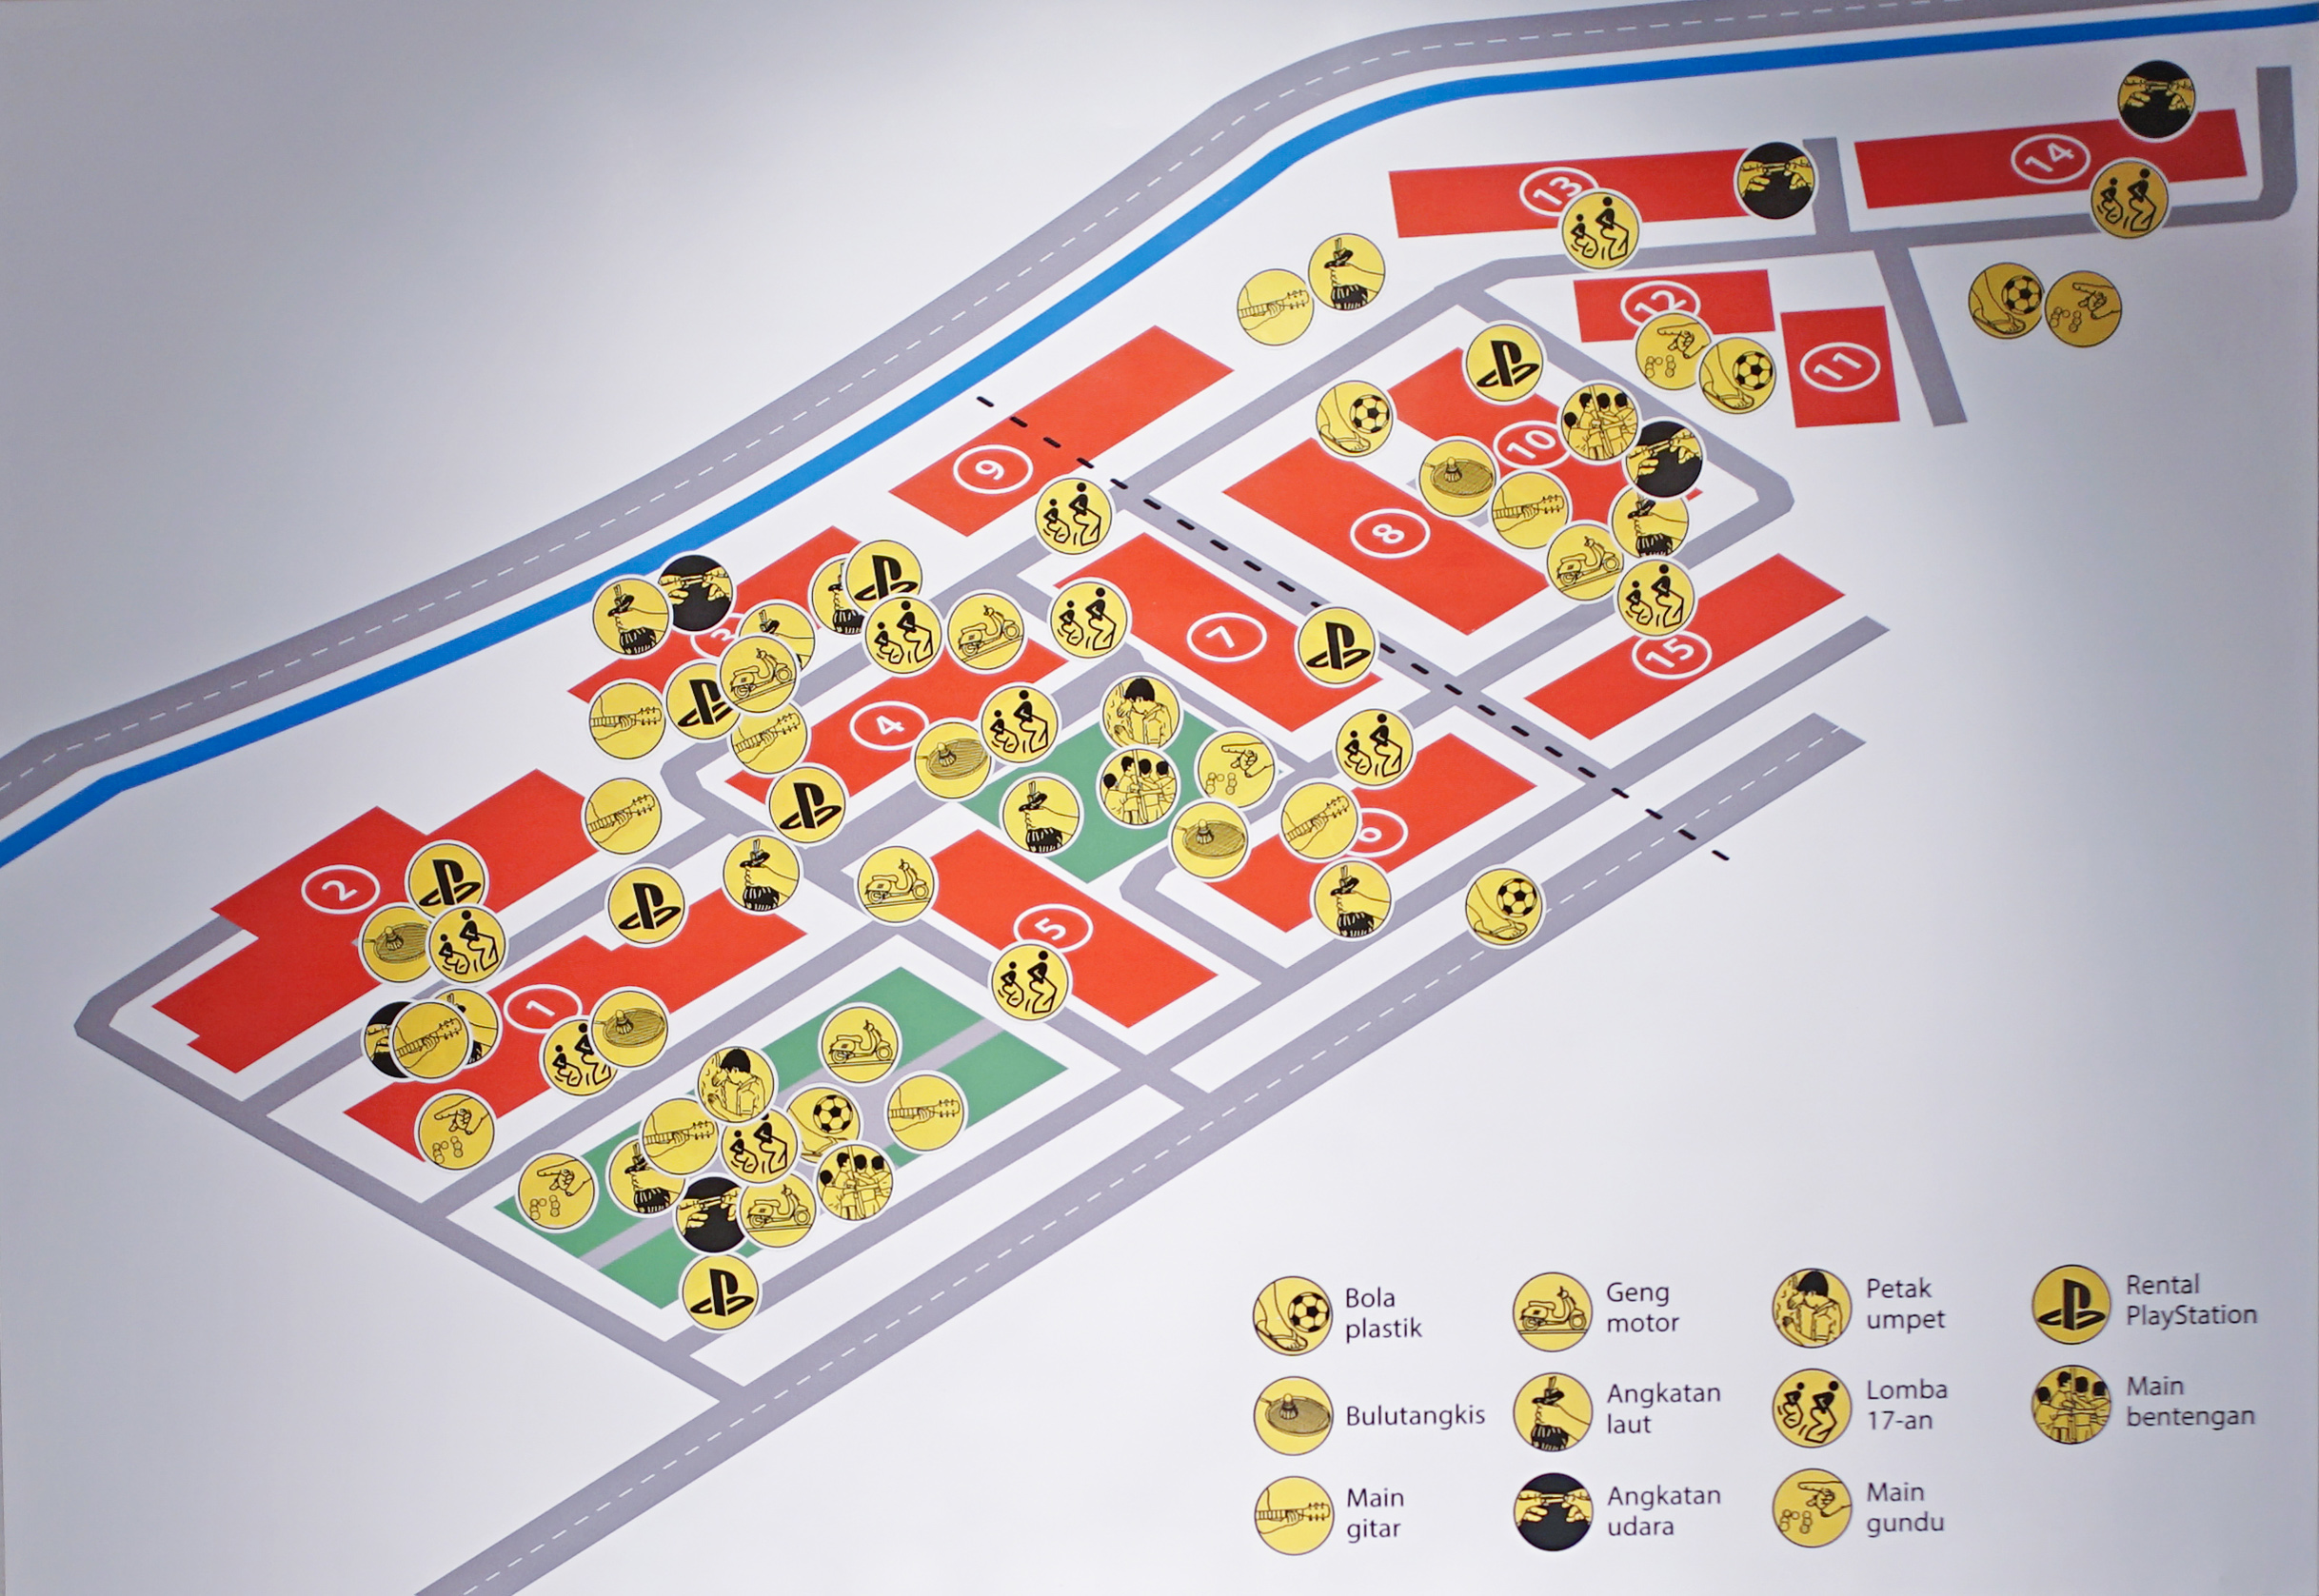 14
13
12
11
10
9
8
7
15
3
4
6
2
5
1
Bola
plastik
Geng
motor
Petak
umpet
Rental
PlayStation
Bulutangkis
Angkatan
laut
Lomba
17-an
Main
bentengan
Main
gitar
Angkatan
udara
Main
gundu